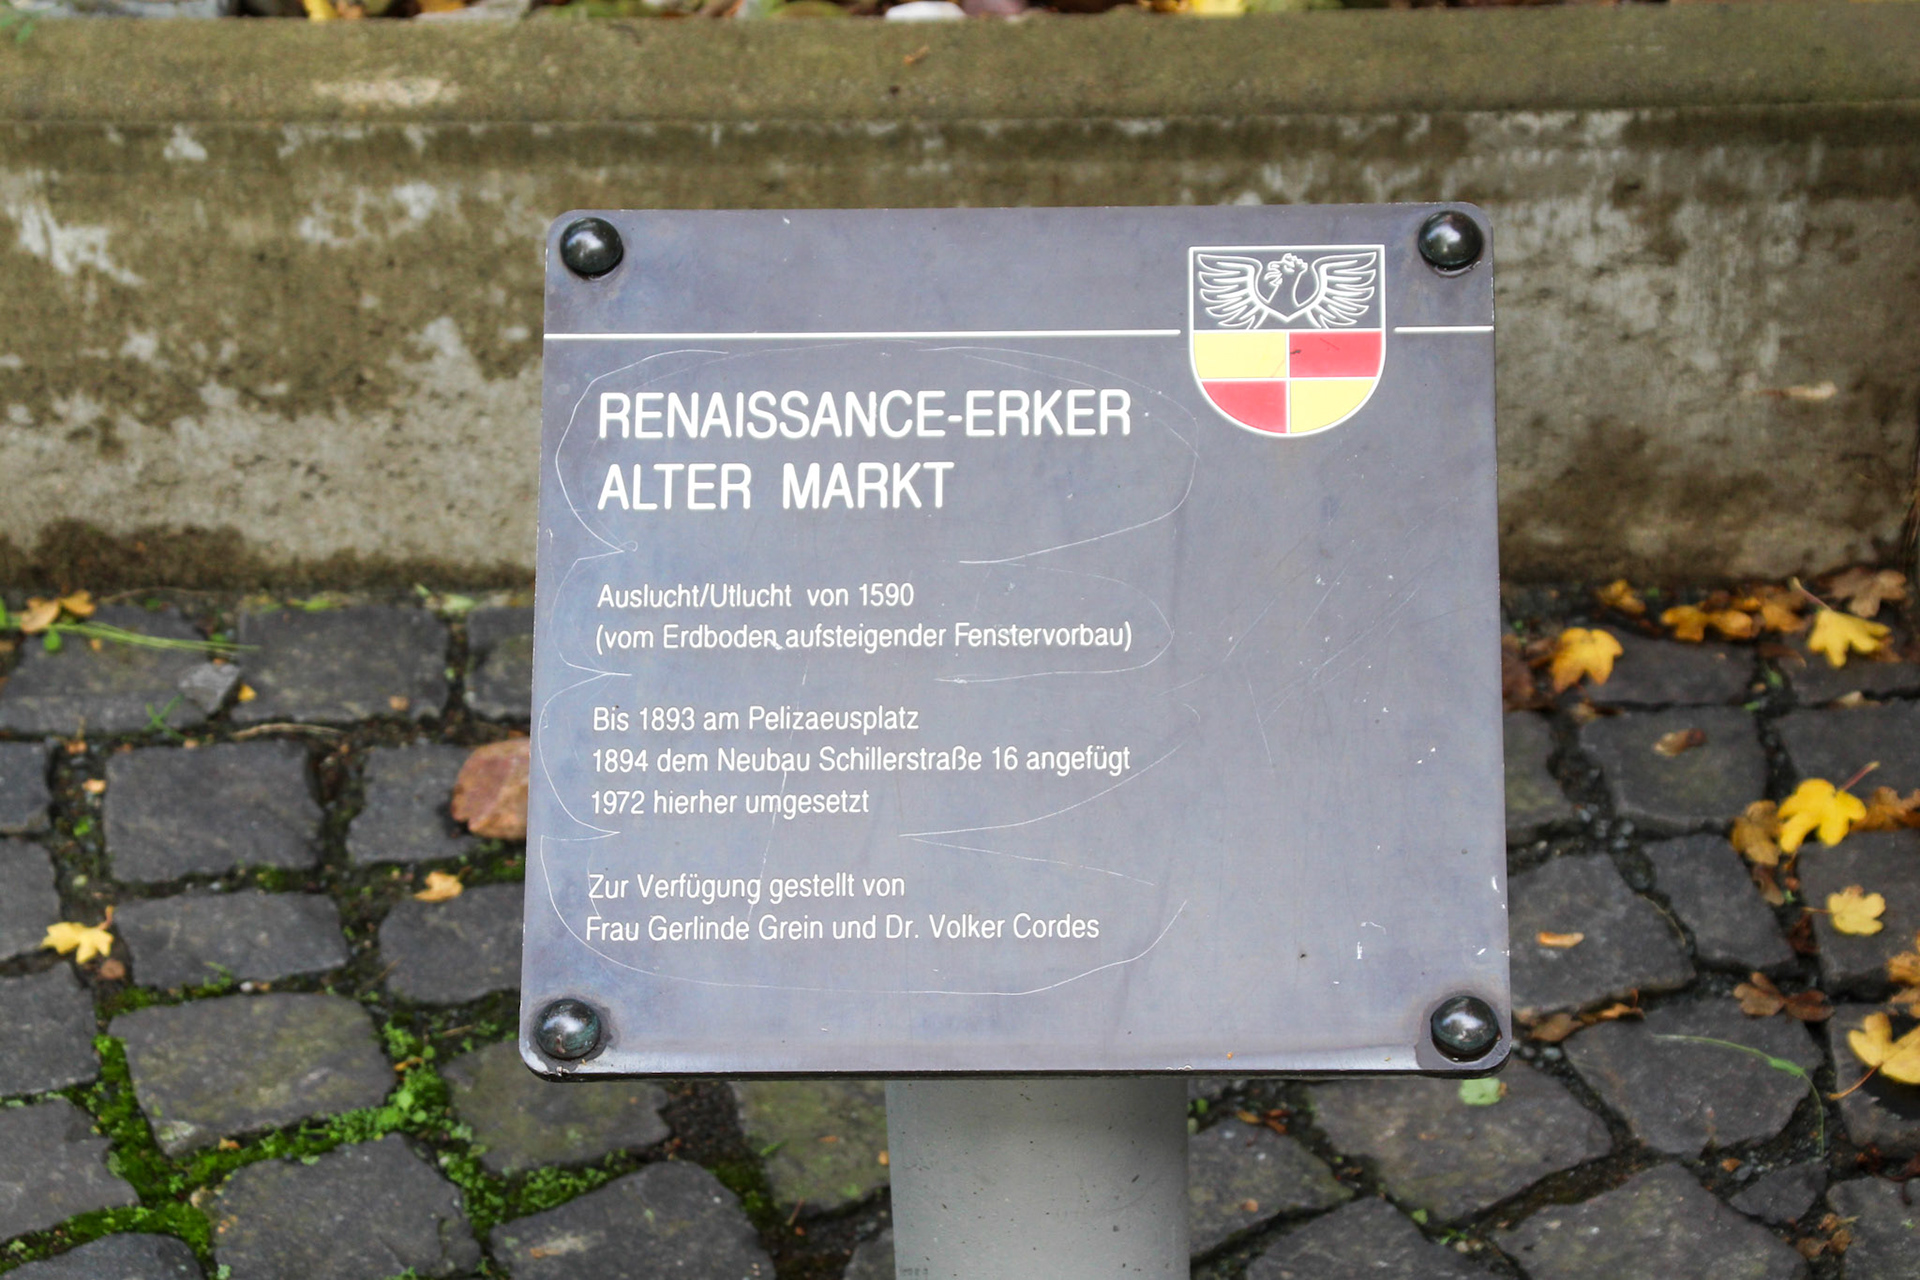 RENAISSANCE-ERKER
ALTER MARKT
Auslucht/Utlucht von 1590
(vom Erdboden aufsteigender Fenstervorbau)
Bis 1893 am Pelizaeusplatz
1894 dem Neubau Schillerstraße 16 angefügt
1972 hierher umgesetzt
Zur Verfügung gestellt von
Frau Gerlinde Grein und Dr. Volker Cordes